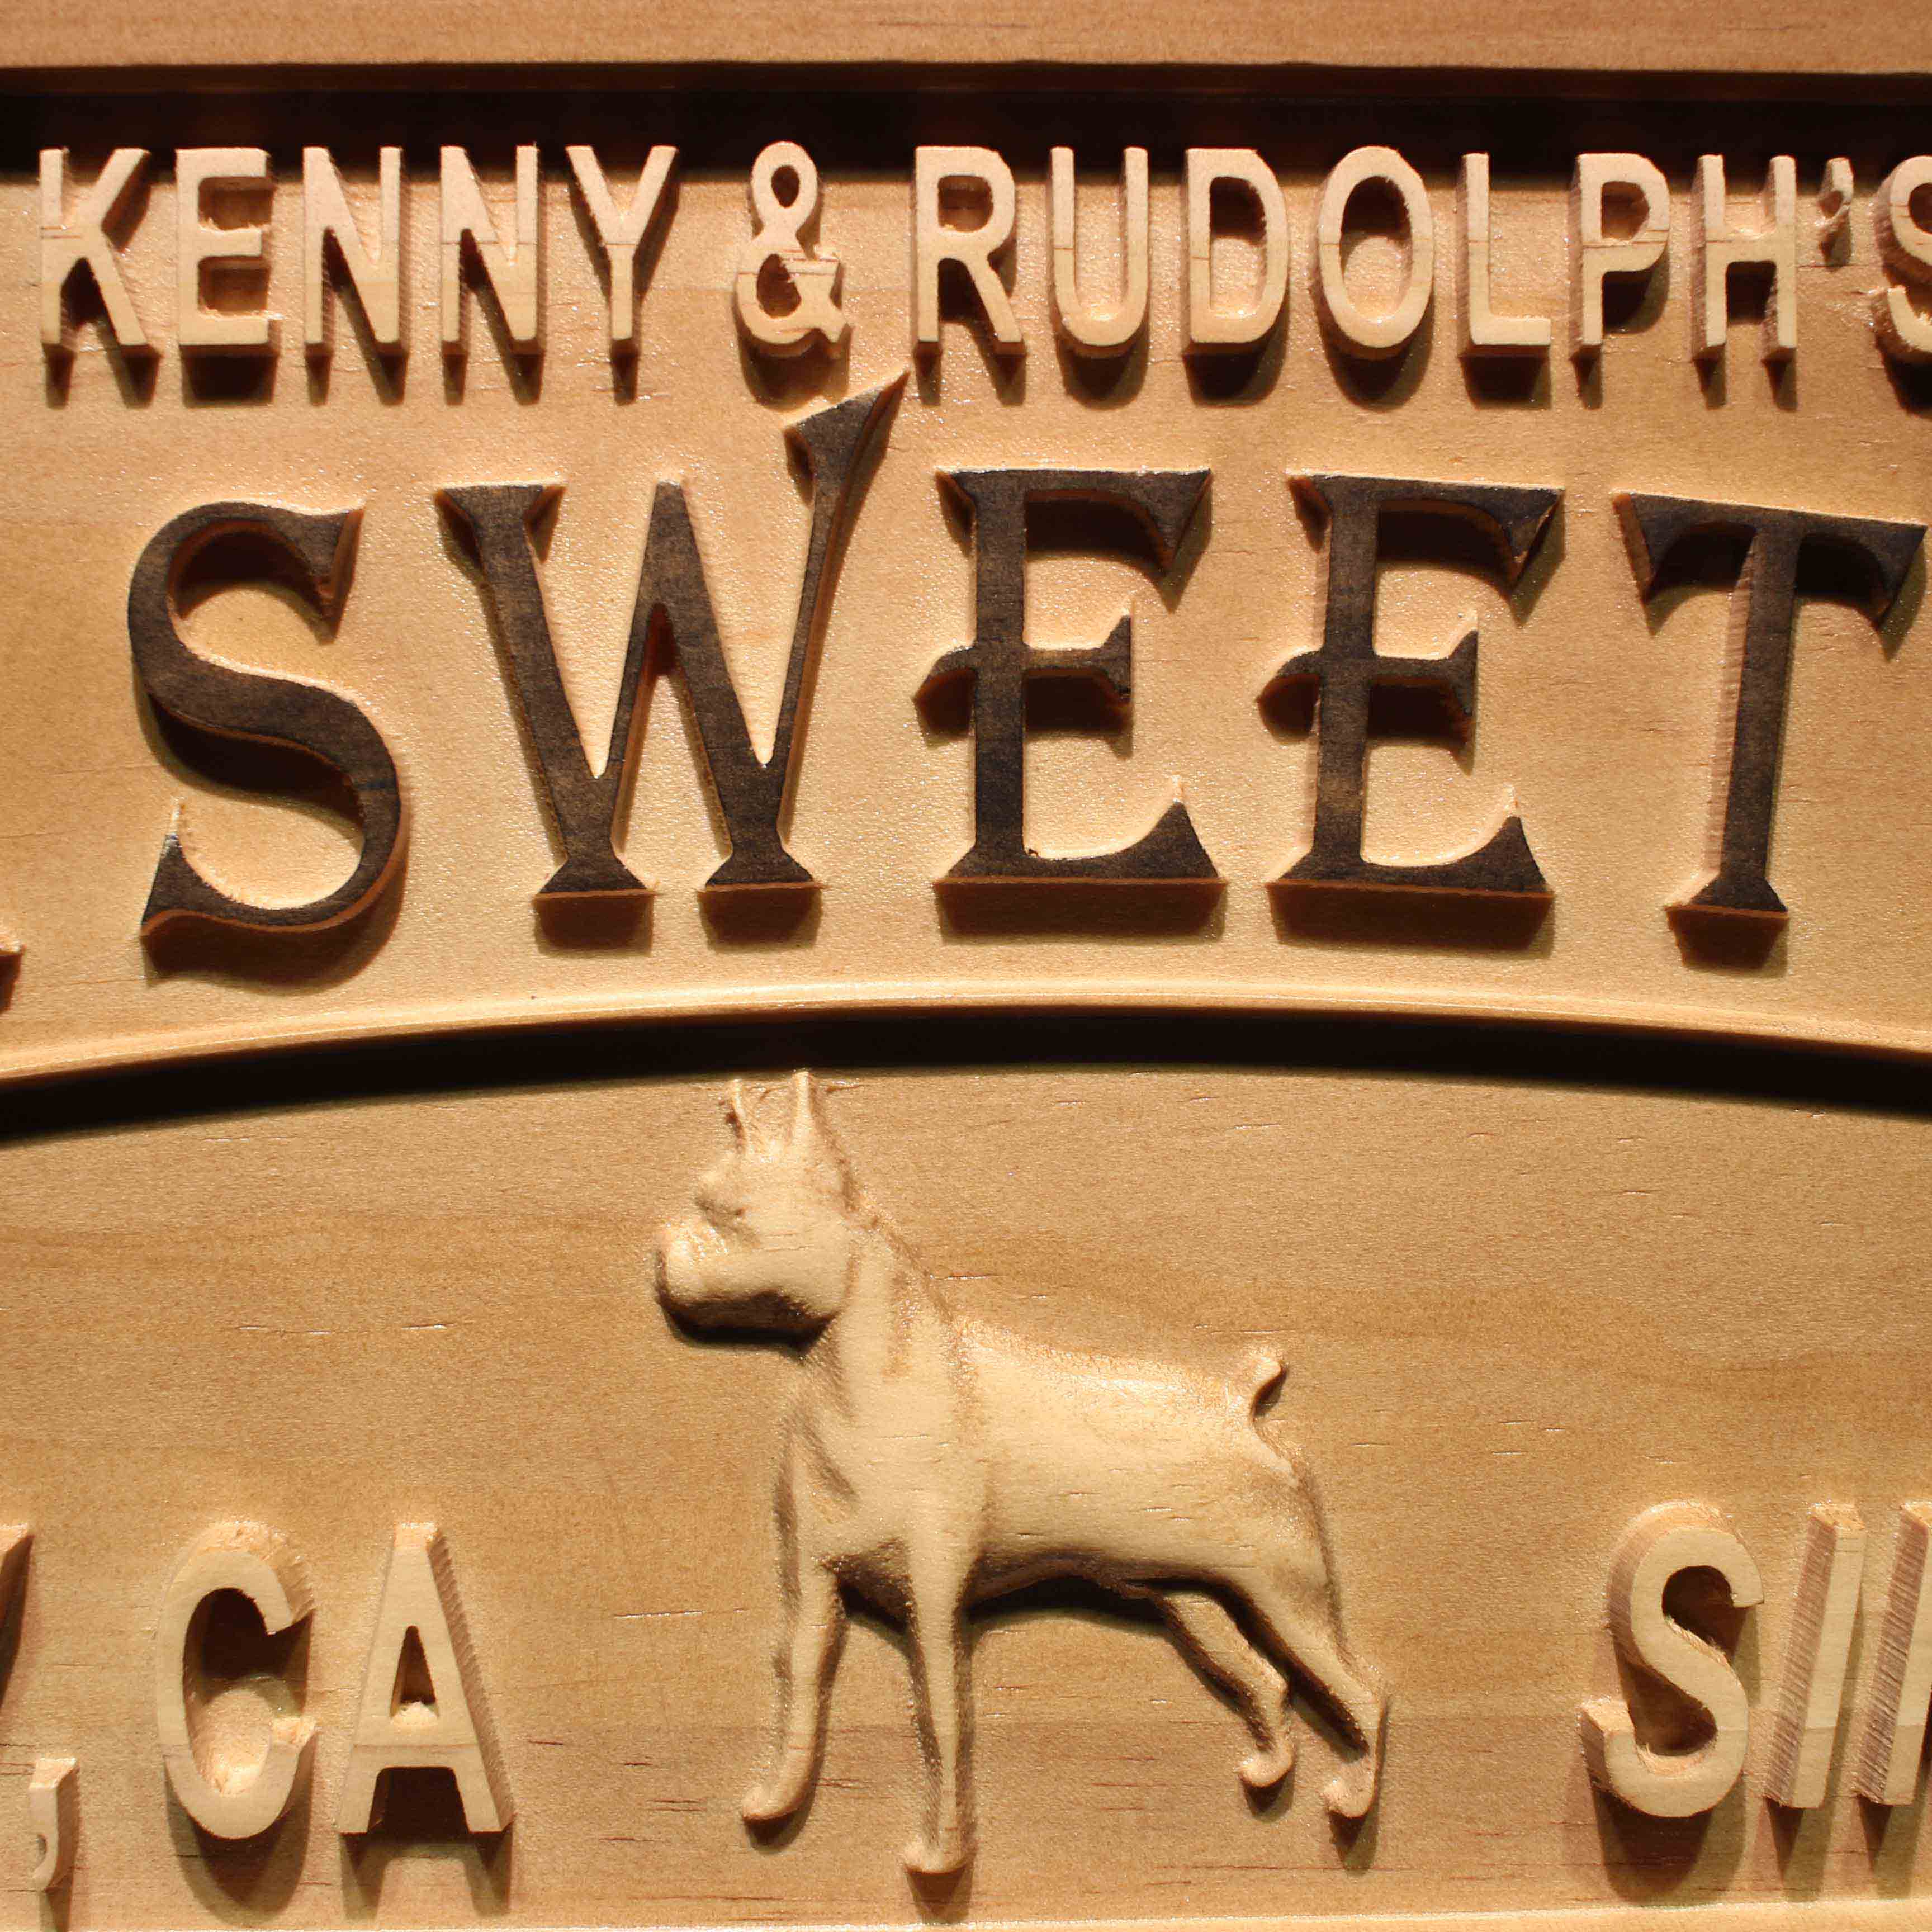 KENNY & RUDOLPH'S
SWEET
, CA